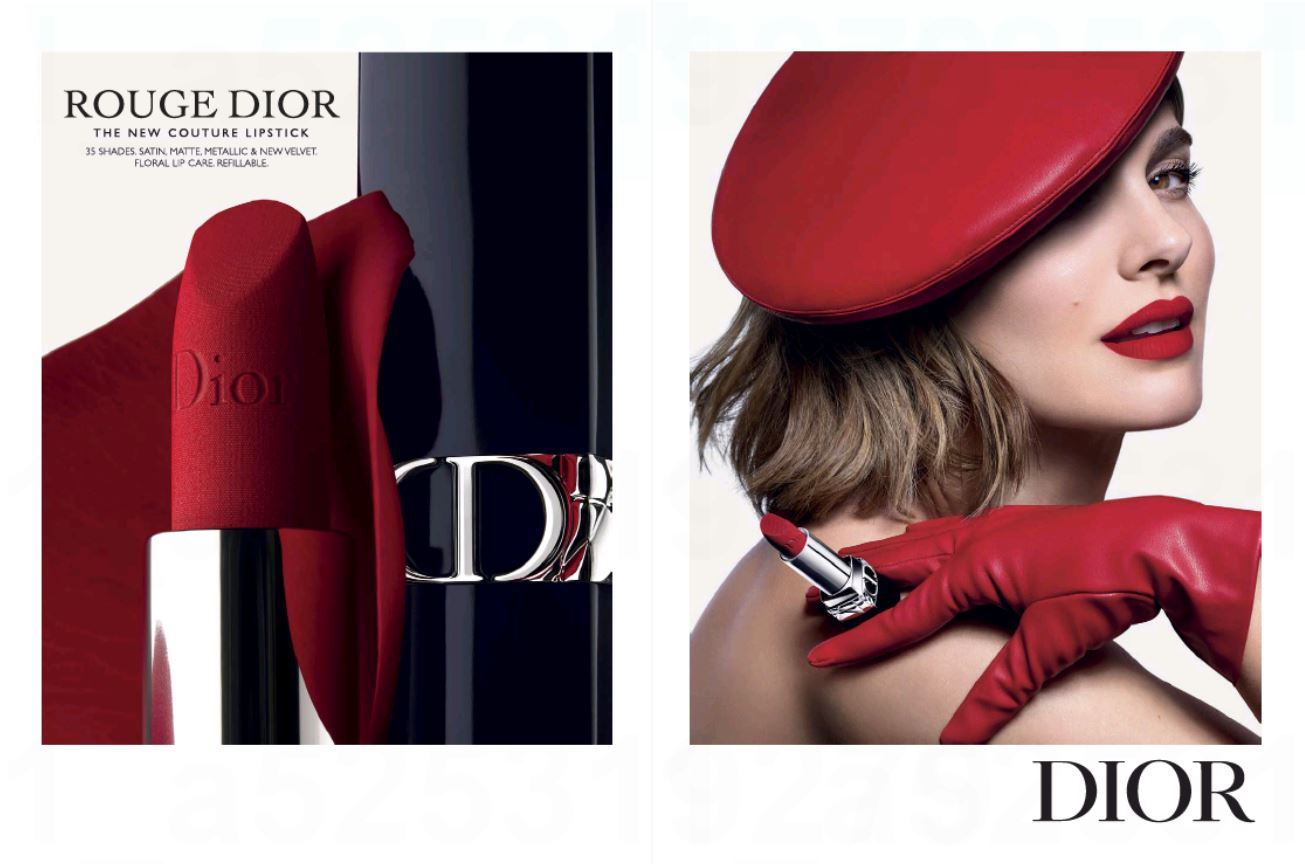 ROUGE DIOR
THE NEW COUTURE LIPSTICK
35 SHADES. SATIN, MATTE, METALLIC & NEW VELVET.
FLORAL LIP CARE. REFILLABLE.
Dior
CD
DIOR